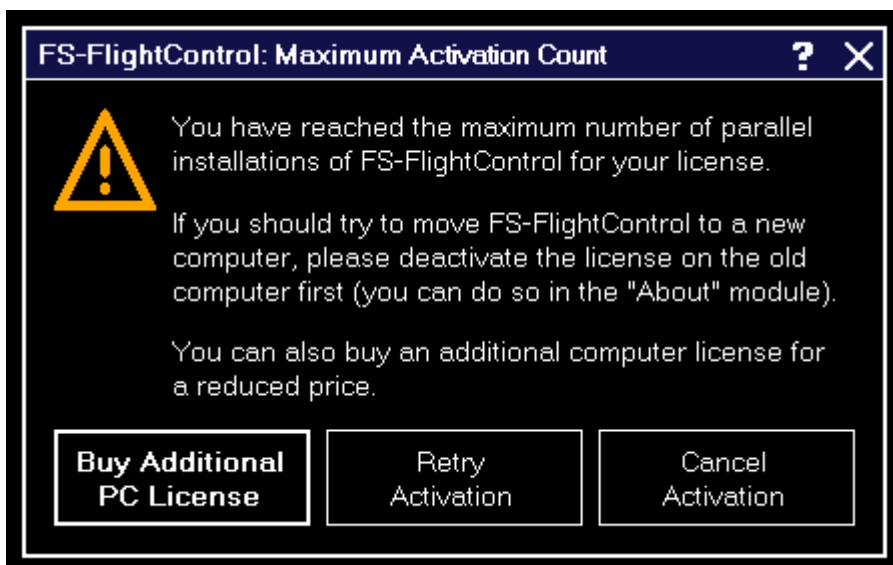 FS-FlightControl: Maximum Activation Count ? X
You have reached the maximum number of parallel
installations of FS-FlightControl for your license.
If you should try to move FS-FlightControl to a new
computer, please deactivate the license on the old
computer first (you can do so in the "About" module).
You can also buy an additional computer license for
a reduced price.
Buy Additional
PC License
Retry
Activation
Cancel
Activation